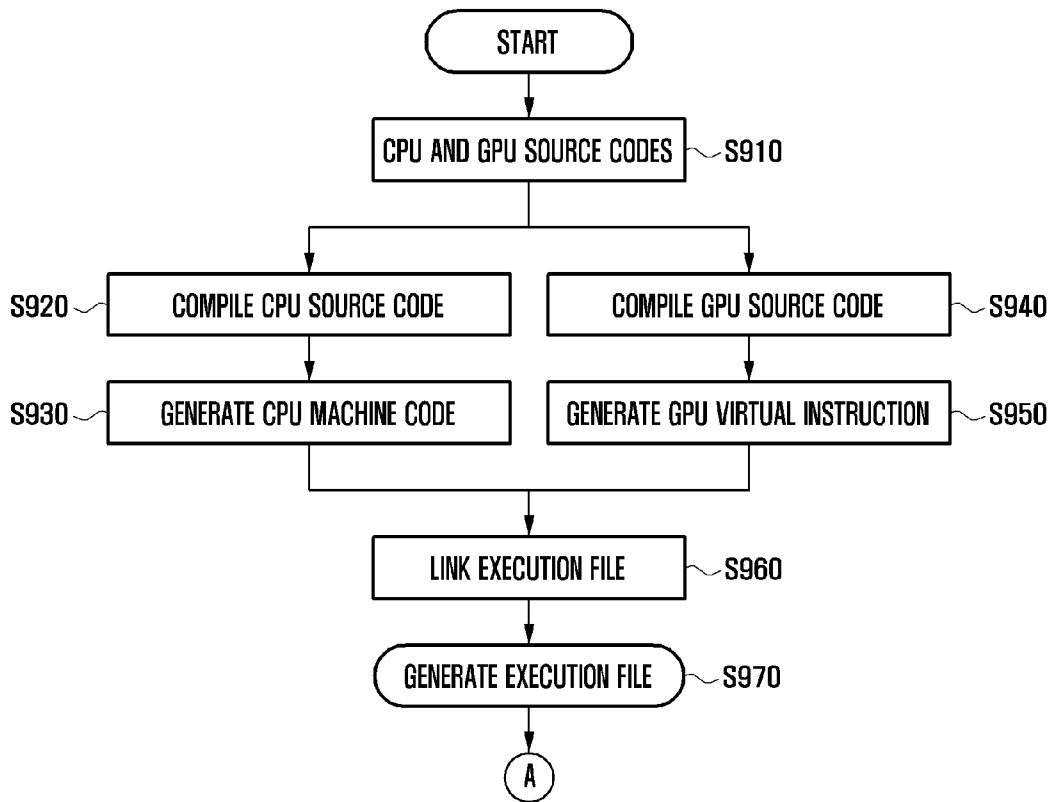 START
CPU AND GPU SOURCE CODES S910
S920 COMPILE CPU SOURCE CODE
COMPILE GPU SOURCE CODE S940
S930 GENERATE CPU MACHINE CODE
GENERATE GPU VIRTUAL INSTRUCTION S950
LINK EXECUTION FILE S960
GENERATE EXECUTION FILE S970
A